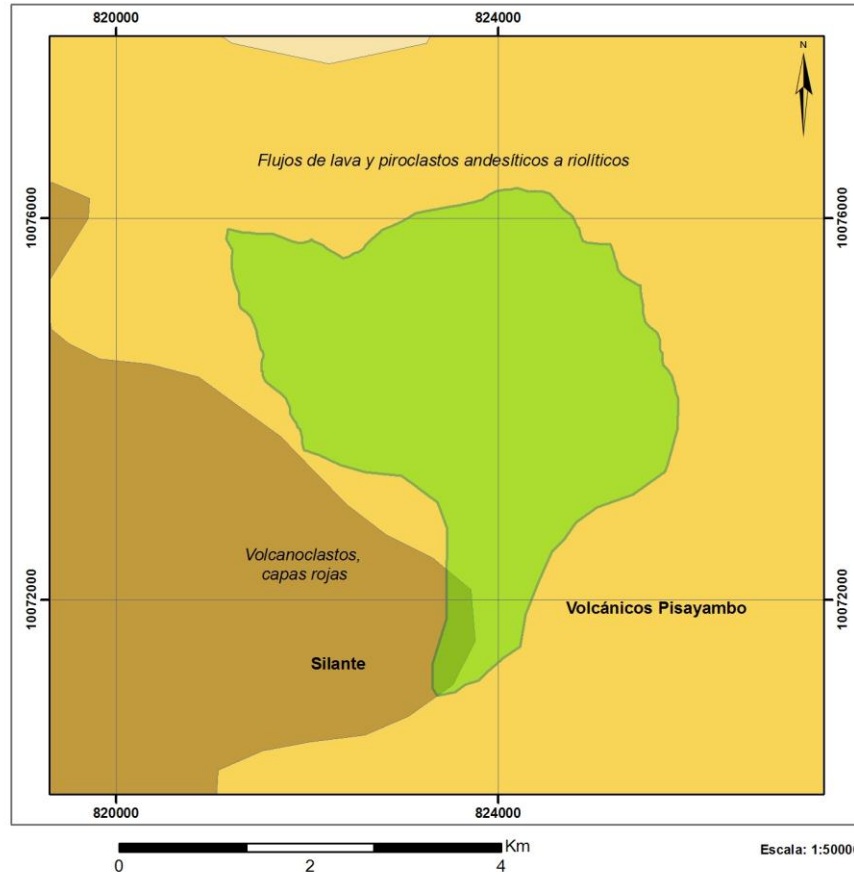 820000
824000
N
Flujos de lava y piroclastos andesíticos a riolíticos
10076000
10076000
Volcanoclastos,
capas rojas
10072000
10072000
Volcánicos Pisayambo
Silante
820000
824000
Km
0
2
4
Escala: 1:50000